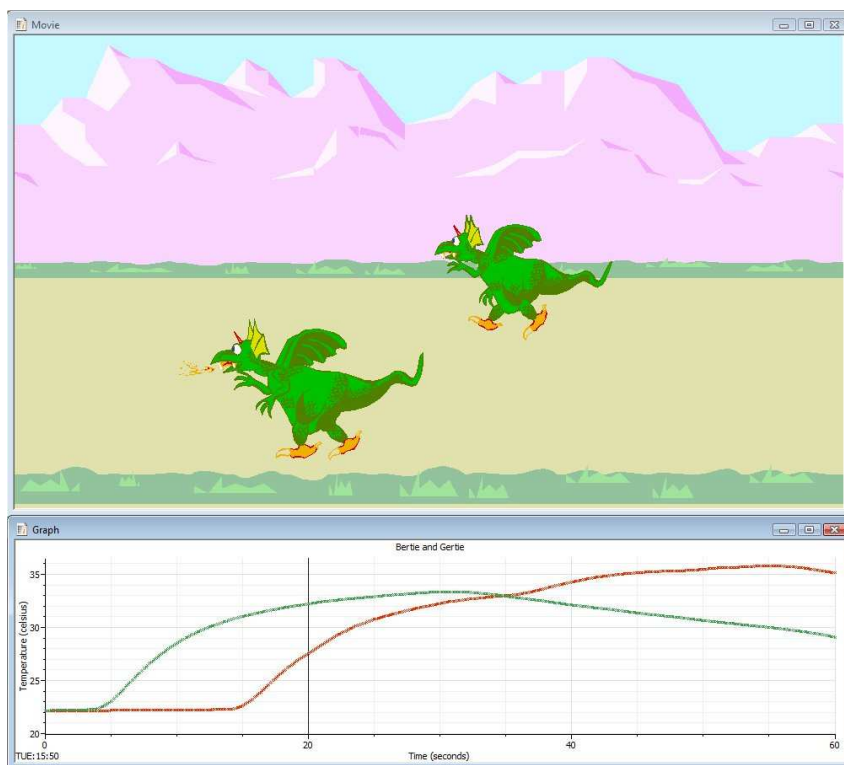 Movie
Graph
Bertie and Gertie
35
30
25
20
Temperature (celsius)
0
20
40
60
TUE:15:50
Time (seconds)